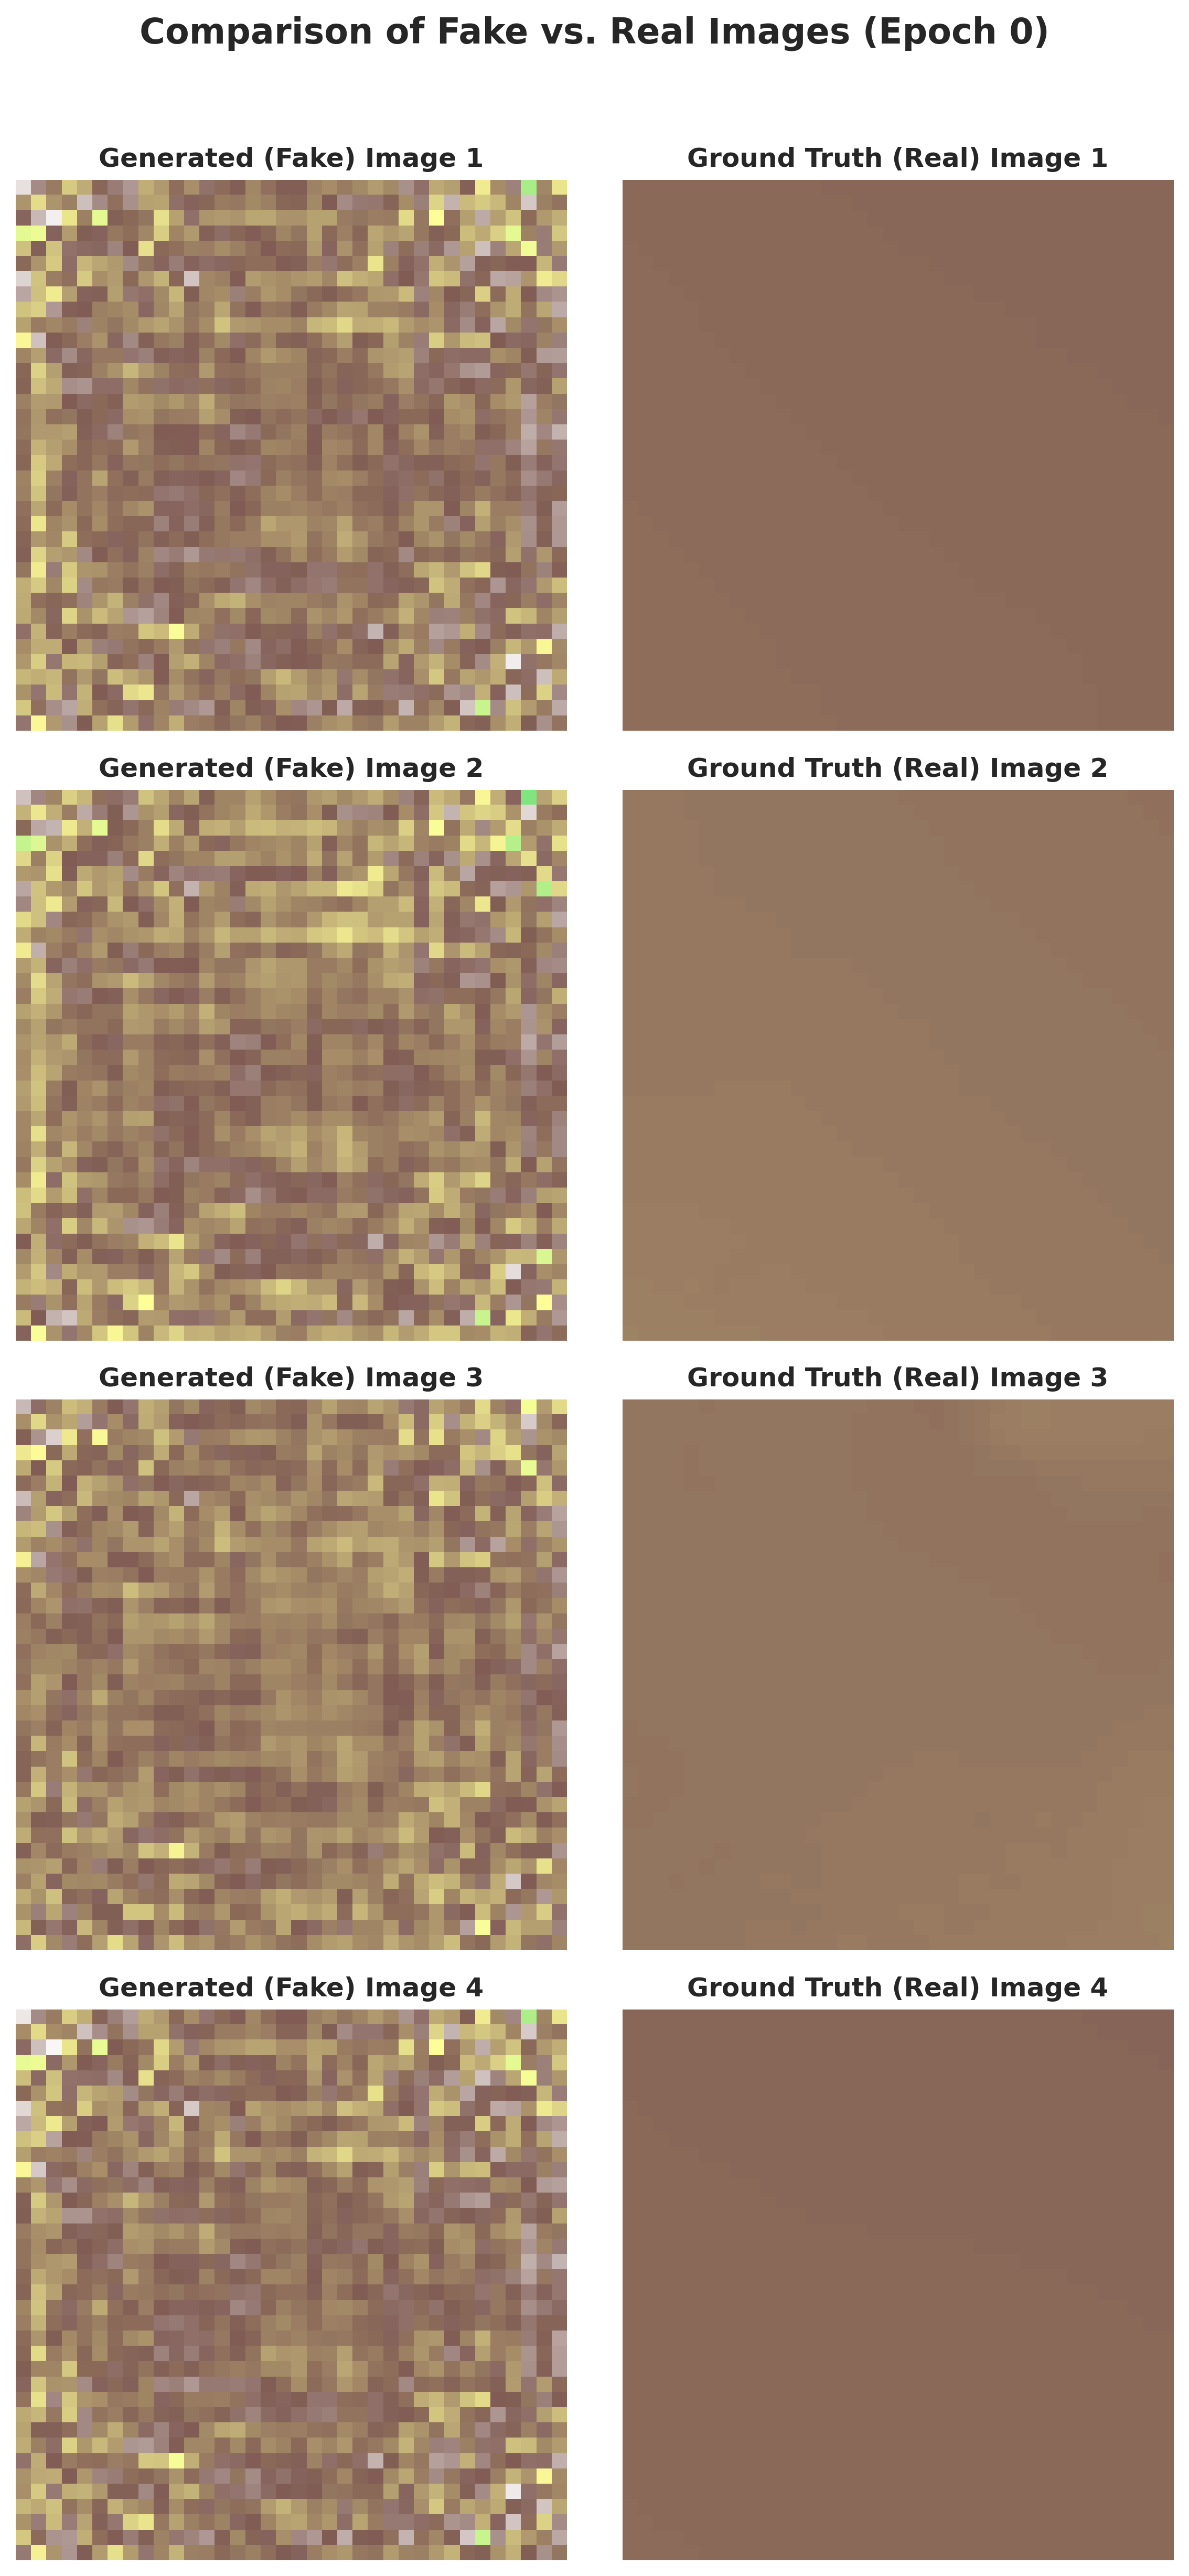 Comparison of Fake vs. Real Images (Epoch 0)
Generated (Fake) Image 1
Ground Truth (Real) Image 1
Generated (Fake) Image 2
Ground Truth (Real) Image 2
Generated (Fake) Image 3
Ground Truth (Real) Image 3
Generated (Fake) Image 4
Ground Truth (Real) Image 4